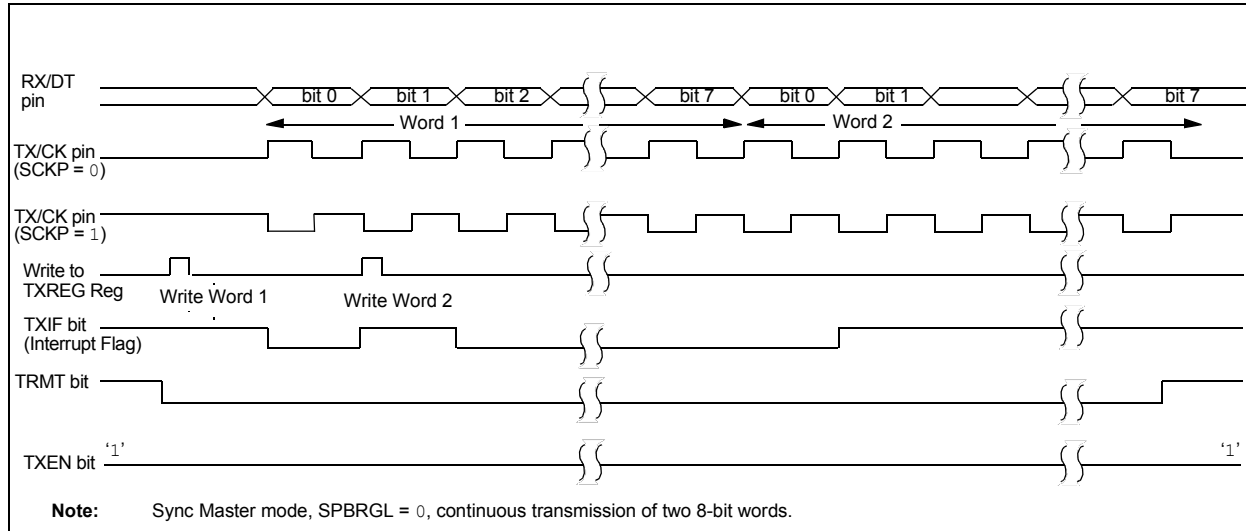 RX/DT
pin
bit 0 bit 1 bit 2 bit 7 bit 0 bit 1 bit 7
Word 1 Word 2
TX/CK pin
(SCKP = 0)
TX/CK pin
(SCKP = 1)
Write to
TXREG Reg
Write Word 1 Write Word 2
TXIF bit
(Interrupt Flag)
TRMT bit
TXEN bit ‘1’ ‘1’
Note: Sync Master mode, SPBRGL = 0, continuous transmission of two 8-bit words.